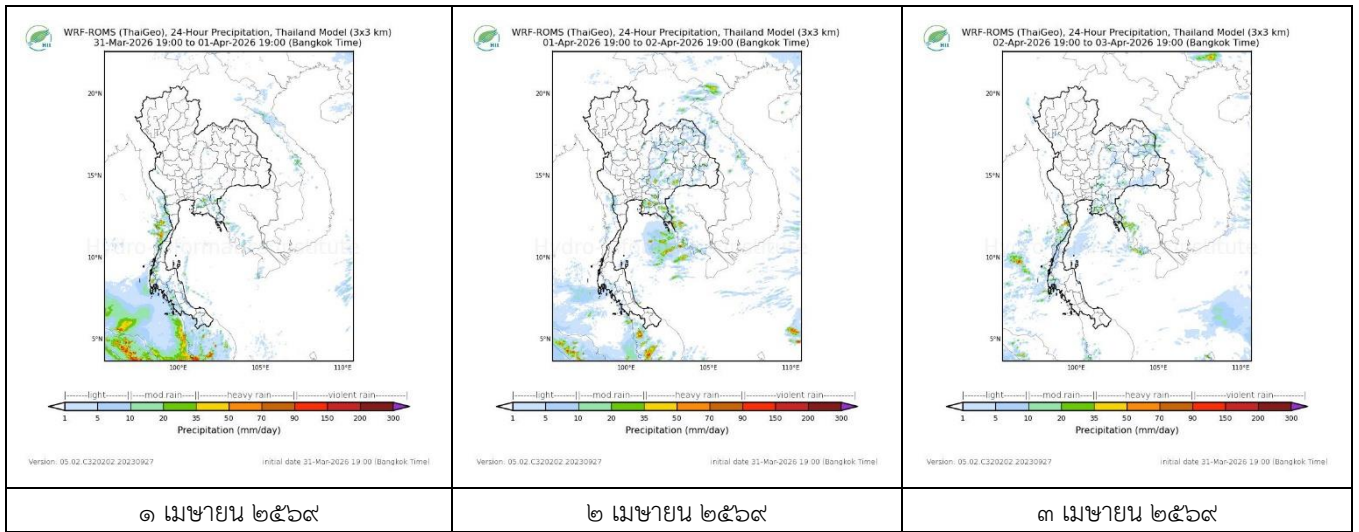 WRF-ROMS (ThaiGeo), 24-Hour Precipitation, Thailand Model (3x3 km)
31-Mar-2026 19:00 to 01-Apr-2026 19:00 (Bangkok Time)
20°N
15°N
10°N
5°N
100°E 105°E 110°E
light mod rain heavy rain violent rain
1 5 10 20 35 50 70 90 150 200 300
Precipitation (mm/day)
Version: 05.02.C320202.20230927 initial date 31-Mar-2026 19:00 (Bangkok Time)
๑ เมษายน ๒๕๖๙
WRF-ROMS (ThaiGeo), 24-Hour Precipitation, Thailand Model (3x3 km)
01-Apr-2026 19:00 to 02-Apr-2026 19:00 (Bangkok Time)
20°N
15°N
10°N
5°N
100°E 105°E 110°E
light mod rain heavy rain violent rain
1 5 10 20 35 50 70 90 150 200 300
Precipitation (mm/day)
Version: 05.02.C320202.20230927 initial date 31-Mar-2026 19:00 (Bangkok Time)
๒ เมษายน ๒๕๖๙
WRF-ROMS (ThaiGeo), 24-Hour Precipitation, Thailand Model (3x3 km)
02-Apr-2026 19:00 to 03-Apr-2026 19:00 (Bangkok Time)
20°N
15°N
10°N
5°N
100°E 105°E 110°E
light mod rain heavy rain violent rain
1 5 10 20 35 50 70 90 150 200 300
Precipitation (mm/day)
Version: 05.02.C320202.20230927 initial date 31-Mar-2026 19:00 (Bangkok Time)
๓ เมษายน ๒๕๖๙